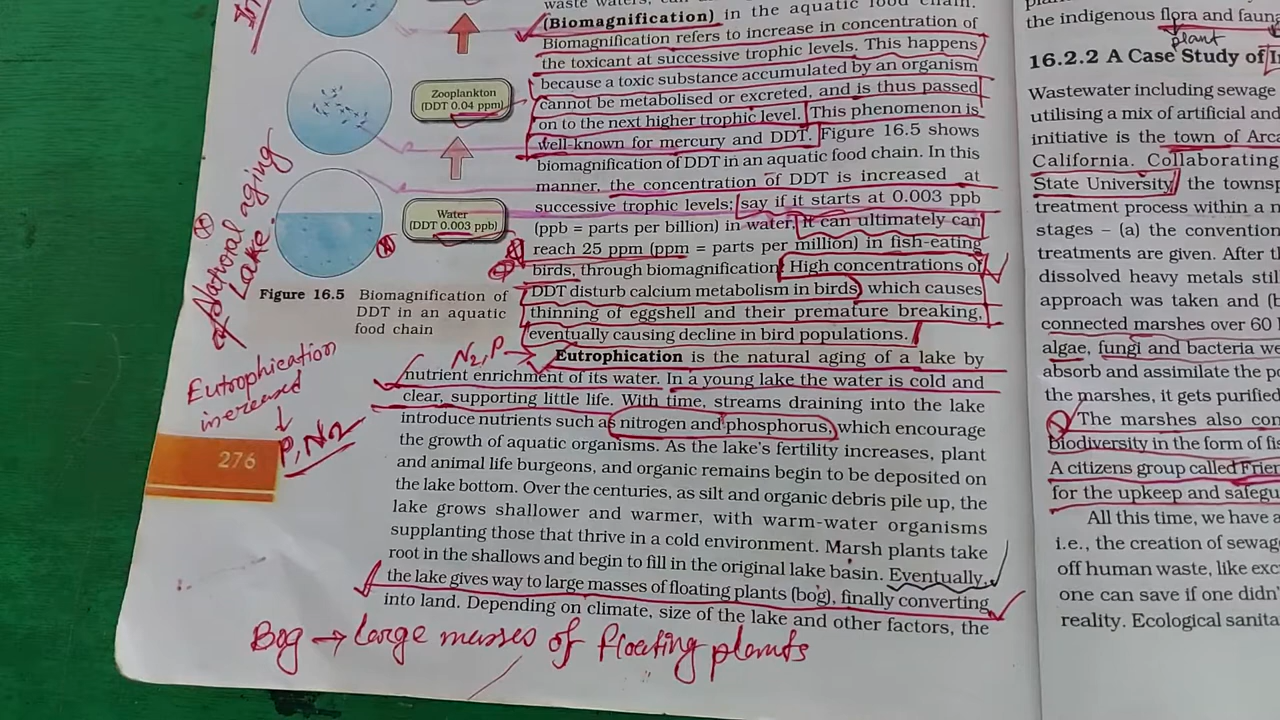 (Biomagnification) in the aquatic food chain.
Biomagnification refers to increase in concentration of
the toxicant at successive trophic levels. This happens
because a toxic substance accumulated by an organism
cannot be metabolised or excreted, and is thus passed
on to the next higher trophic level. This phenomenon is
well-known for mercury and DDT. Figure 16.5 shows
biomagnification of DDT in an aquatic food chain. In this
manner, the concentration of DDT is increased at
successive trophic levels; say if it starts at 0.003 ppb
(ppb = parts per billion) in water, it can ultimately can
reach 25 ppm (ppm = parts per million) in fish-eating
birds, through biomagnification. High concentrations of
DDT disturb calcium metabolism in birds, which causes
thinning of eggshell and their premature breaking,
eventually causing decline in bird populations.
N2, P →
Eutrophication is the natural aging of a lake by
nutrient enrichment of its water. In a young lake the water is cold and
clear, supporting little life. With time, streams draining into the lake
introduce nutrients such as nitrogen and phosphorus, which encourage
the growth of aquatic organisms. As the lake's fertility increases, plant
and animal life burgeons, and organic remains begin to be deposited on
the lake bottom. Over the centuries, as silt and organic debris pile up, the
lake grows shallower and warmer, with warm-water organisms
supplanting those that thrive in a cold environment. Marsh plants take
root in the shallows and begin to fill in the original lake basin. Eventually,
the lake gives way to large masses of floating plants (bog), finally converting
into land. Depending on climate, size of the lake and other factors, the
Bog → Large masses of floating plants
Zooplankton
(DDT 0.04 ppm)
Water
(DDT 0.003 ppb)
Figure 16.5 Biomagnification of
DDT in an aquatic
food chain
Natural aging
of Lake.
Eutrophication
increased
↓
P, N2
276
the indigenous flora and faun
plant
16.2.2 A Case Study of I
Wastewater including sewage
utilising a mix of artificial and
initiative is the town of Arc
California. Collaborating
State University, the towns
treatment process within a n
stages – (a) the convention
treatments are given. After th
dissolved heavy metals stil
approach was taken and (b
connected marshes over 60
algae, fungi and bacteria we
absorb and assimilate the po
the marshes, it gets purified
The marshes also con
biodiversity in the form of fi
A citizens group called Frien
for the upkeep and safegu
All this time, we have a
i.e., the creation of sewag
off human waste, like exc
one can save if one didn'
reality. Ecological sanita